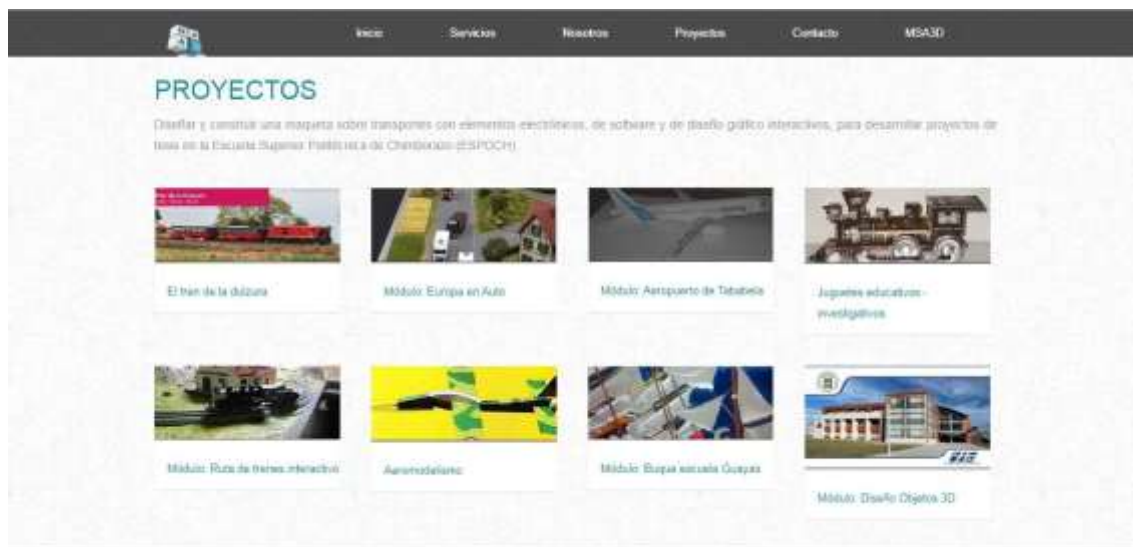 Inicio Servicios Nosotros Proyectos Contacto MSA3D
PROYECTOS
Diseñar y construir una maqueta sobre transportes con elementos electrónicos, de software y de diseño gráfico interactivos, para desarrollar proyectos de
tesis en la Escuela Superior Politécnica de Chimborazo (ESPOCH).
El tren de la dulzura
Módulo: Europa en Auto
Módulo: Aeropuerto de Tababela
Juguetes educativos -
investigativos
Módulo: Ruta de trenes interactivo
Aeromodelismo
Módulo: Buque escuela Guayas
Módulo: Diseño Objetos 3D